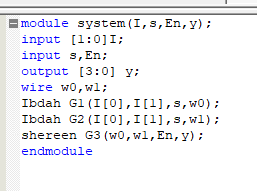 module system(I,s,En,y);
input [1:0]I;
input s,En;
output [3:0] y;
wire w0,w1;
Ibdah G1(I[0],I[1],s,w0);
Ibdah G2(I[0],I[1],s,w1);
shereen G3(w0,w1,En,y);
endmodule